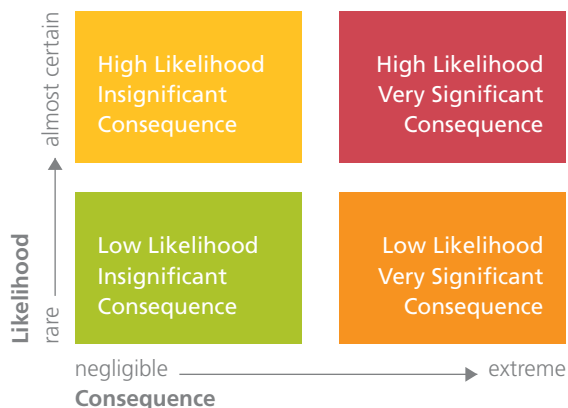 almost certain
High Likelihood
Insignificant
Consequence
High Likelihood
Very Significant
Consequence
Likelihood
rare
Low Likelihood
Insignificant
Consequence
Low Likelihood
Very Significant
Consequence
negligible
extreme
Consequence